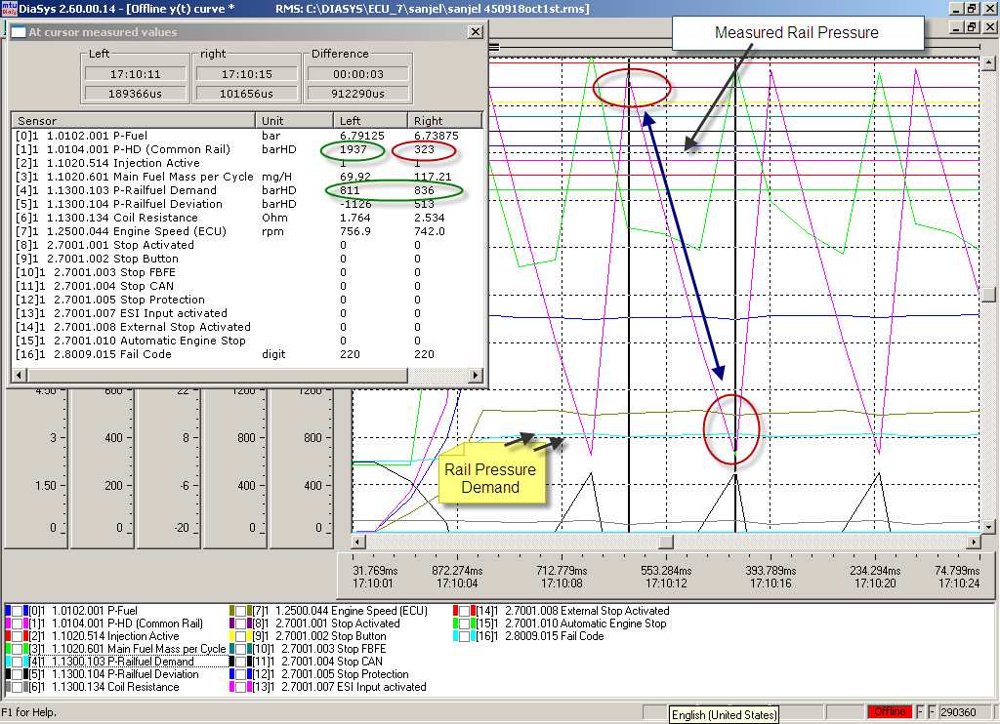 mtu
DiaSys
DiaSys 2.60.00.14 - [Offline y(t) curve *
RMS: C:\DIASYS\ECU_7\sanjel\sanjel 450918oct1st.rms]
At cursor measured values
Left
right
Difference
17:10:11
17:10:15
00:00:03
189366us
101656us
912290us
Sensor Unit Left Right
[0]1 1.0102.001 P-Fuel bar 6.79125 6.73875
[1]1 1.0104.001 P-HD (Common Rail) barHD 1937 323
[2]1 1.1020.514 Injection Active 1 1
[3]1 1.1020.601 Main Fuel Mass per Cycle mg/H 69.92 117.21
[4]1 1.1300.103 P-Railfuel Demand barHD 811 836
[5]1 1.1300.104 P-Railfuel Deviation barHD -1126 513
[6]1 1.1300.134 Coil Resistance Ohm 1.764 2.534
[7]1 1.2500.044 Engine Speed (ECU) rpm 756.9 742.0
[8]1 2.7001.001 Stop Activated 0 0
[9]1 2.7001.002 Stop Button 0 0
[10]1 2.7001.003 Stop FBFE 0 0
[11]1 2.7001.004 Stop CAN 0 0
[12]1 2.7001.005 Stop Protection 0 0
[13]1 2.7001.007 ESI Input activated 0 0
[14]1 2.7001.008 External Stop Activated 0 0
[15]1 2.7001.010 Automatic Engine Stop 0 0
[16]1 2.8009.015 Fail Code digit 220 220
Measured Rail Pressure
Rail Pressure
Demand
4.50 600 22 1200 1200
3 400 8 800 800
1.50 200 -6 400 400
0 0 -20 0 0
31.769ms 872.274ms 712.779ms 553.284ms 393.789ms 234.294ms 74.799ms
17:10:01 17:10:04 17:10:08 17:10:12 17:10:16 17:10:20 17:10:24
[0]1 1.0102.001 P-Fuel
[1]1 1.0104.001 P-HD (Common Rail)
[2]1 1.1020.514 Injection Active
[3]1 1.1020.601 Main Fuel Mass per Cycle
[4]1 1.1300.103 P-Railfuel Demand
[5]1 1.1300.104 P-Railfuel Deviation
[6]1 1.1300.134 Coil Resistance
[7]1 1.2500.044 Engine Speed (ECU)
[8]1 2.7001.001 Stop Activated
[9]1 2.7001.002 Stop Button
[10]1 2.7001.003 Stop FBFE
[11]1 2.7001.004 Stop CAN
[12]1 2.7001.005 Stop Protection
[13]1 2.7001.007 ESI Input activated
[14]1 2.7001.008 External Stop Activated
[15]1 2.7001.010 Automatic Engine Stop
[16]1 2.8009.015 Fail Code
F1 for Help.
English (United States)
Offline
- -
290360